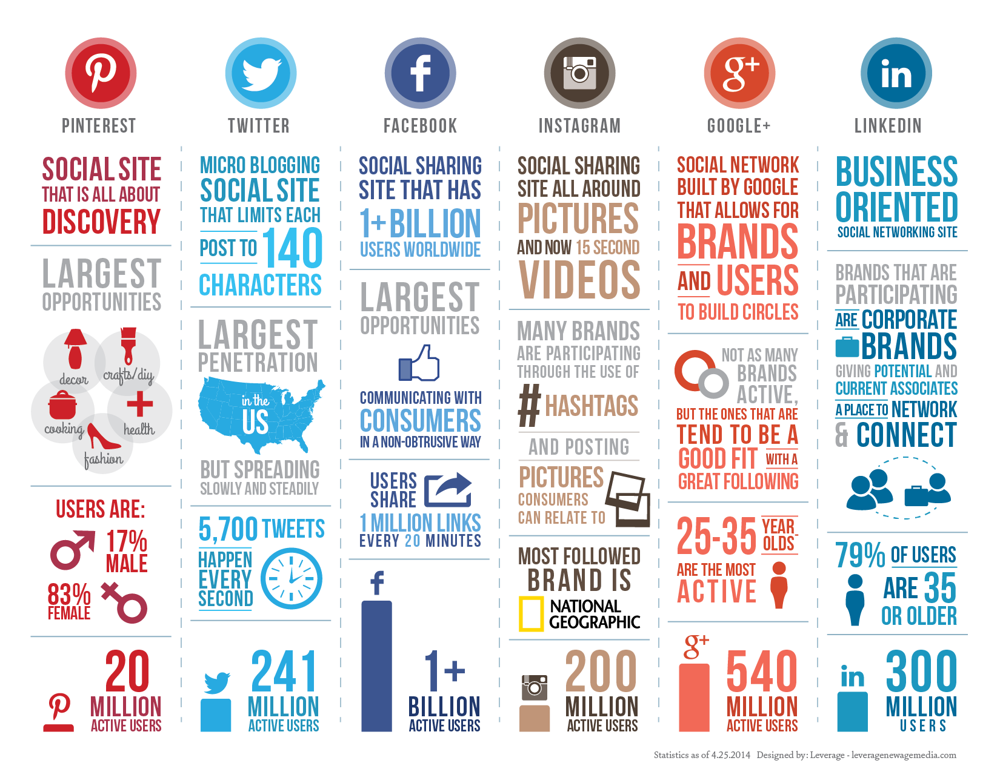 PINTEREST
SOCIAL SITE
THAT IS ALL ABOUT
DISCOVERY
LARGEST
OPPORTUNITIES
decor
crafts/diy
cooking
health
fashion
USERS ARE:
17%
MALE
83%
FEMALE
20
MILLION
ACTIVE USERS
TWITTER
MICRO BLOGGING
SOCIAL SITE
THAT LIMITS EACH
POST TO 140
CHARACTERS
LARGEST
PENETRATION
in the
US
BUT SPREADING
SLOWLY AND STEADILY
5,700 TWEETS
HAPPEN
EVERY
SECOND
241
MILLION
ACTIVE USERS
f
FACEBOOK
SOCIAL SHARING
SITE THAT HAS
1+ BILLION
USERS WORLDWIDE
LARGEST
OPPORTUNITIES
COMMUNICATING WITH
CONSUMERS
IN A NON-OBTRUSIVE WAY
USERS
SHARE
1 MILLION LINKS
EVERY 20 MINUTES
f
1+
BILLION
ACTIVE USERS
INSTAGRAM
SOCIAL SHARING
SITE ALL AROUND
PICTURES
AND NOW 15 SECOND
VIDEOS
MANY BRANDS
ARE PARTICIPATING
THROUGH THE USE OF
# HASHTAGS
AND POSTING
PICTURES
CONSUMERS
CAN RELATE TO
MOST FOLLOWED
BRAND IS
NATIONAL
GEOGRAPHIC
200
MILLION
ACTIVE USERS
g+
GOOGLE+
SOCIAL NETWORK
BUILT BY GOOGLE
THAT ALLOWS FOR
BRANDS
AND USERS
TO BUILD CIRCLES
NOT AS MANY
BRANDS
ACTIVE,
BUT THE ONES THAT ARE
TEND TO BE A
GOOD FIT WITH A
GREAT FOLLOWING
25-35 YEAR
OLDS
ARE THE MOST
ACTIVE
g+
540
MILLION
ACTIVE USERS
in
LINKEDIN
BUSINESS
ORIENTED
SOCIAL NETWORKING SITE
BRANDS THAT ARE
PARTICIPATING
ARE CORPORATE
BRANDS
GIVING POTENTIAL AND
CURRENT ASSOCIATES
A PLACE TO NETWORK
& CONNECT
79% OF USERS
ARE 35
OR OLDER
in
300
MILLION
USERS
Statistics as of 4.25.2014 Designed by: Leverage - leveragenewagemedia.com